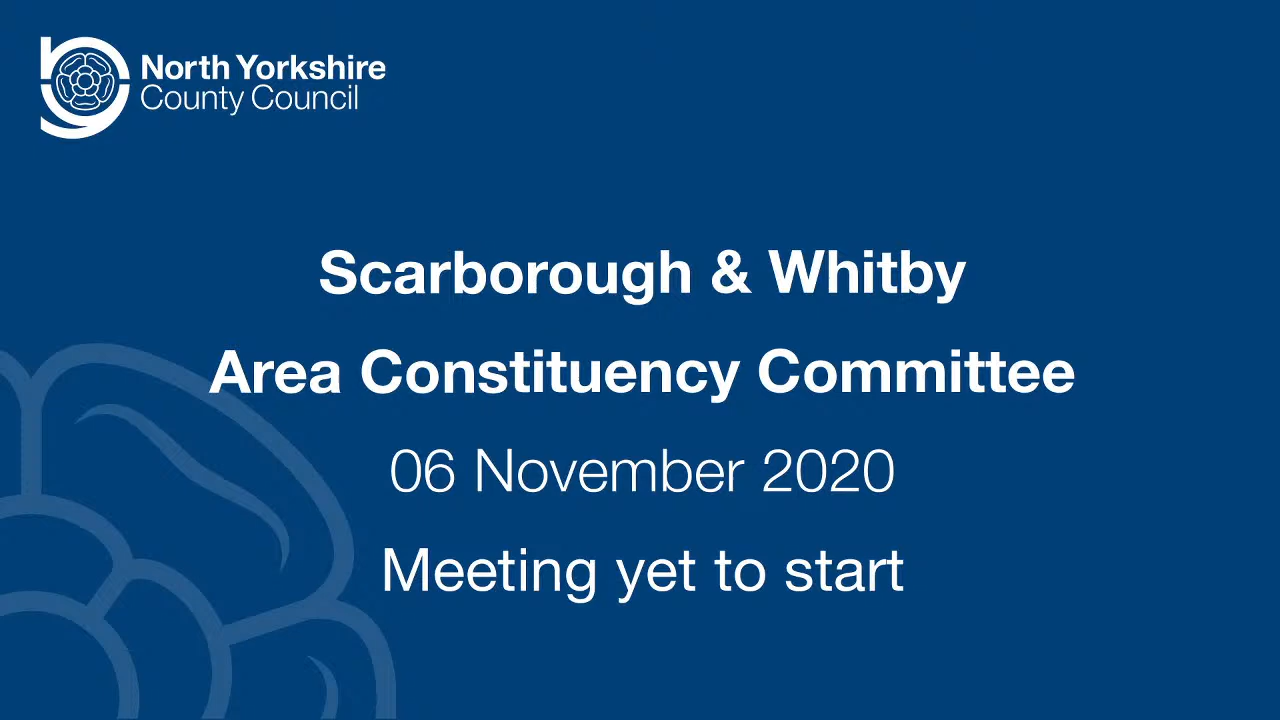 North Yorkshire
County Council
Scarborough & Whitby
Area Constituency Committee
06 November 2020
Meeting yet to start